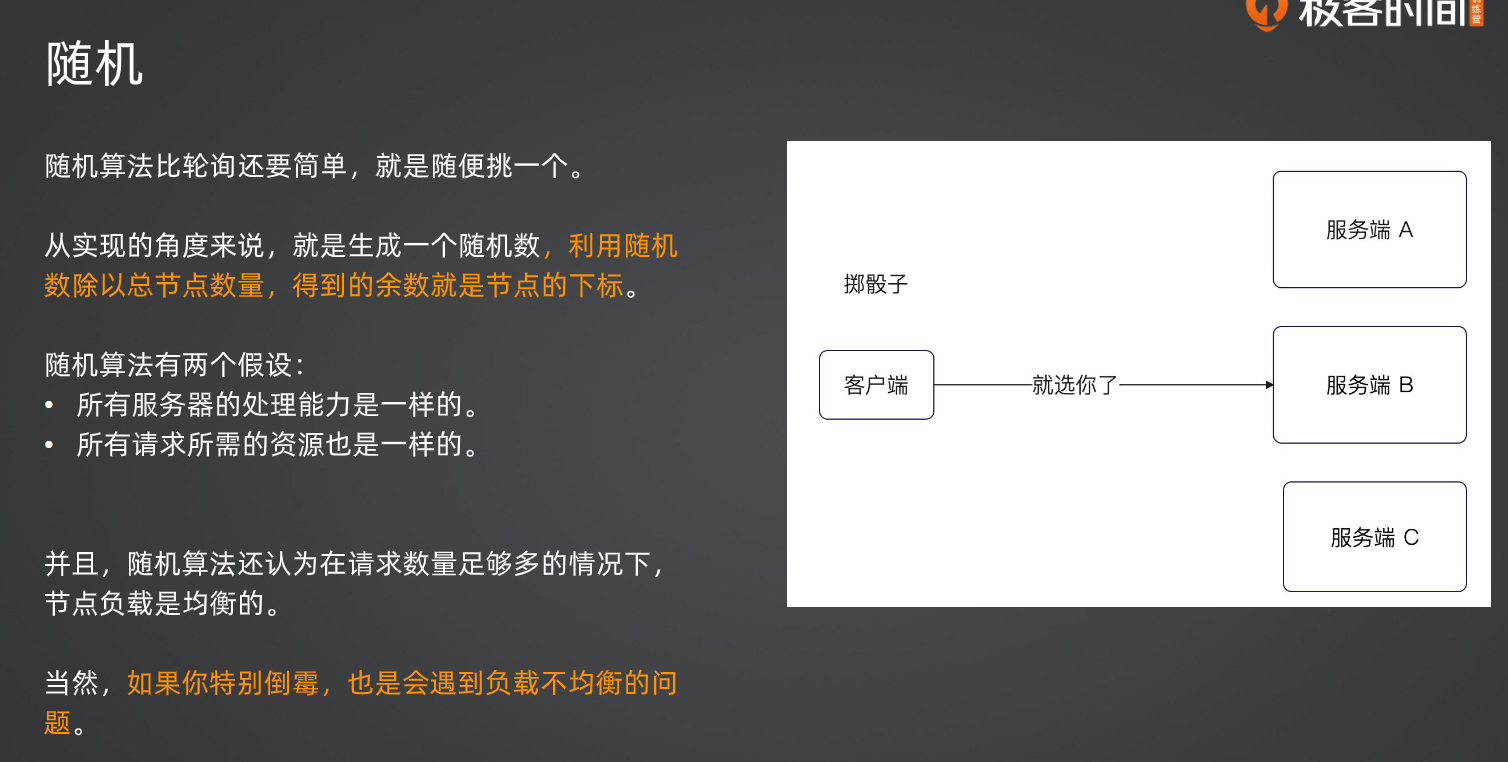 极客时间
训练营
随机
随机算法比轮询还要简单，就是随便挑一个。
从实现的角度来说，就是生成一个随机数，利用随机
数除以总节点数量，得到的余数就是节点的下标。
随机算法有两个假设：
• 所有服务器的处理能力是一样的。
• 所有请求所需的资源也是一样的。
并且，随机算法还认为在请求数量足够多的情况下，
节点负载是均衡的。
当然，如果你特别倒霉，也是会遇到负载不均衡的问
题。
服务端 A
掷骰子
客户端
就选你了
服务端 B
服务端 C